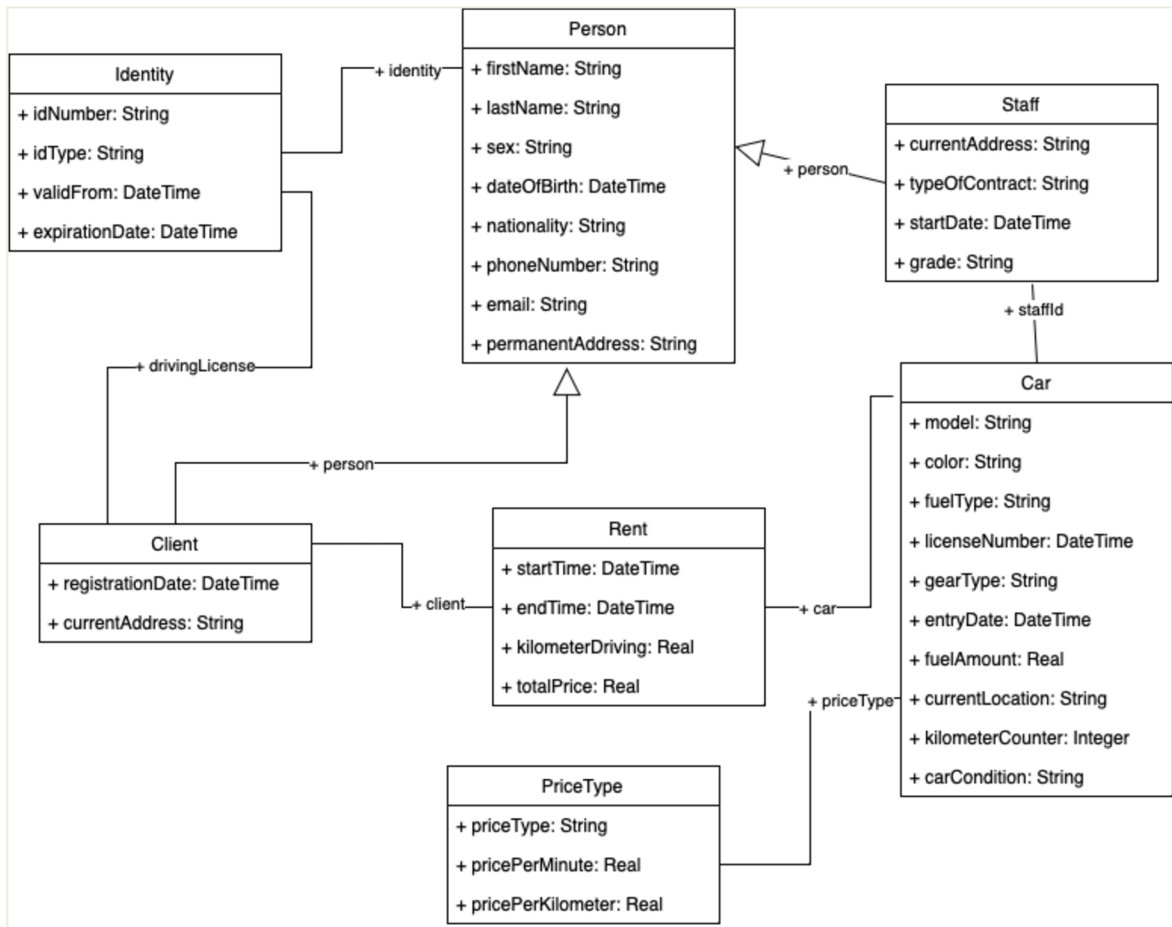 Identity
+ idNumber: String
+ idType: String
+ validFrom: DateTime
+ expirationDate: DateTime
+ identity
Person
+ firstName: String
+ lastName: String
+ sex: String
+ dateOfBirth: DateTime
+ nationality: String
+ phoneNumber: String
+ email: String
+ permanentAddress: String
+ person
Staff
+ currentAddress: String
+ typeOfContract: String
+ startDate: DateTime
+ grade: String
+ staffId
+ drivingLicense
+ person
Client
+ registrationDate: DateTime
+ currentAddress: String
+ client
Rent
+ startTime: DateTime
+ endTime: DateTime
+ kilometerDriving: Real
+ totalPrice: Real
+ car
Car
+ model: String
+ color: String
+ fuelType: String
+ licenseNumber: DateTime
+ gearType: String
+ entryDate: DateTime
+ fuelAmount: Real
+ currentLocation: String
+ kilometerCounter: Integer
+ carCondition: String
+ priceType
PriceType
+ priceType: String
+ pricePerMinute: Real
+ pricePerKilometer: Real